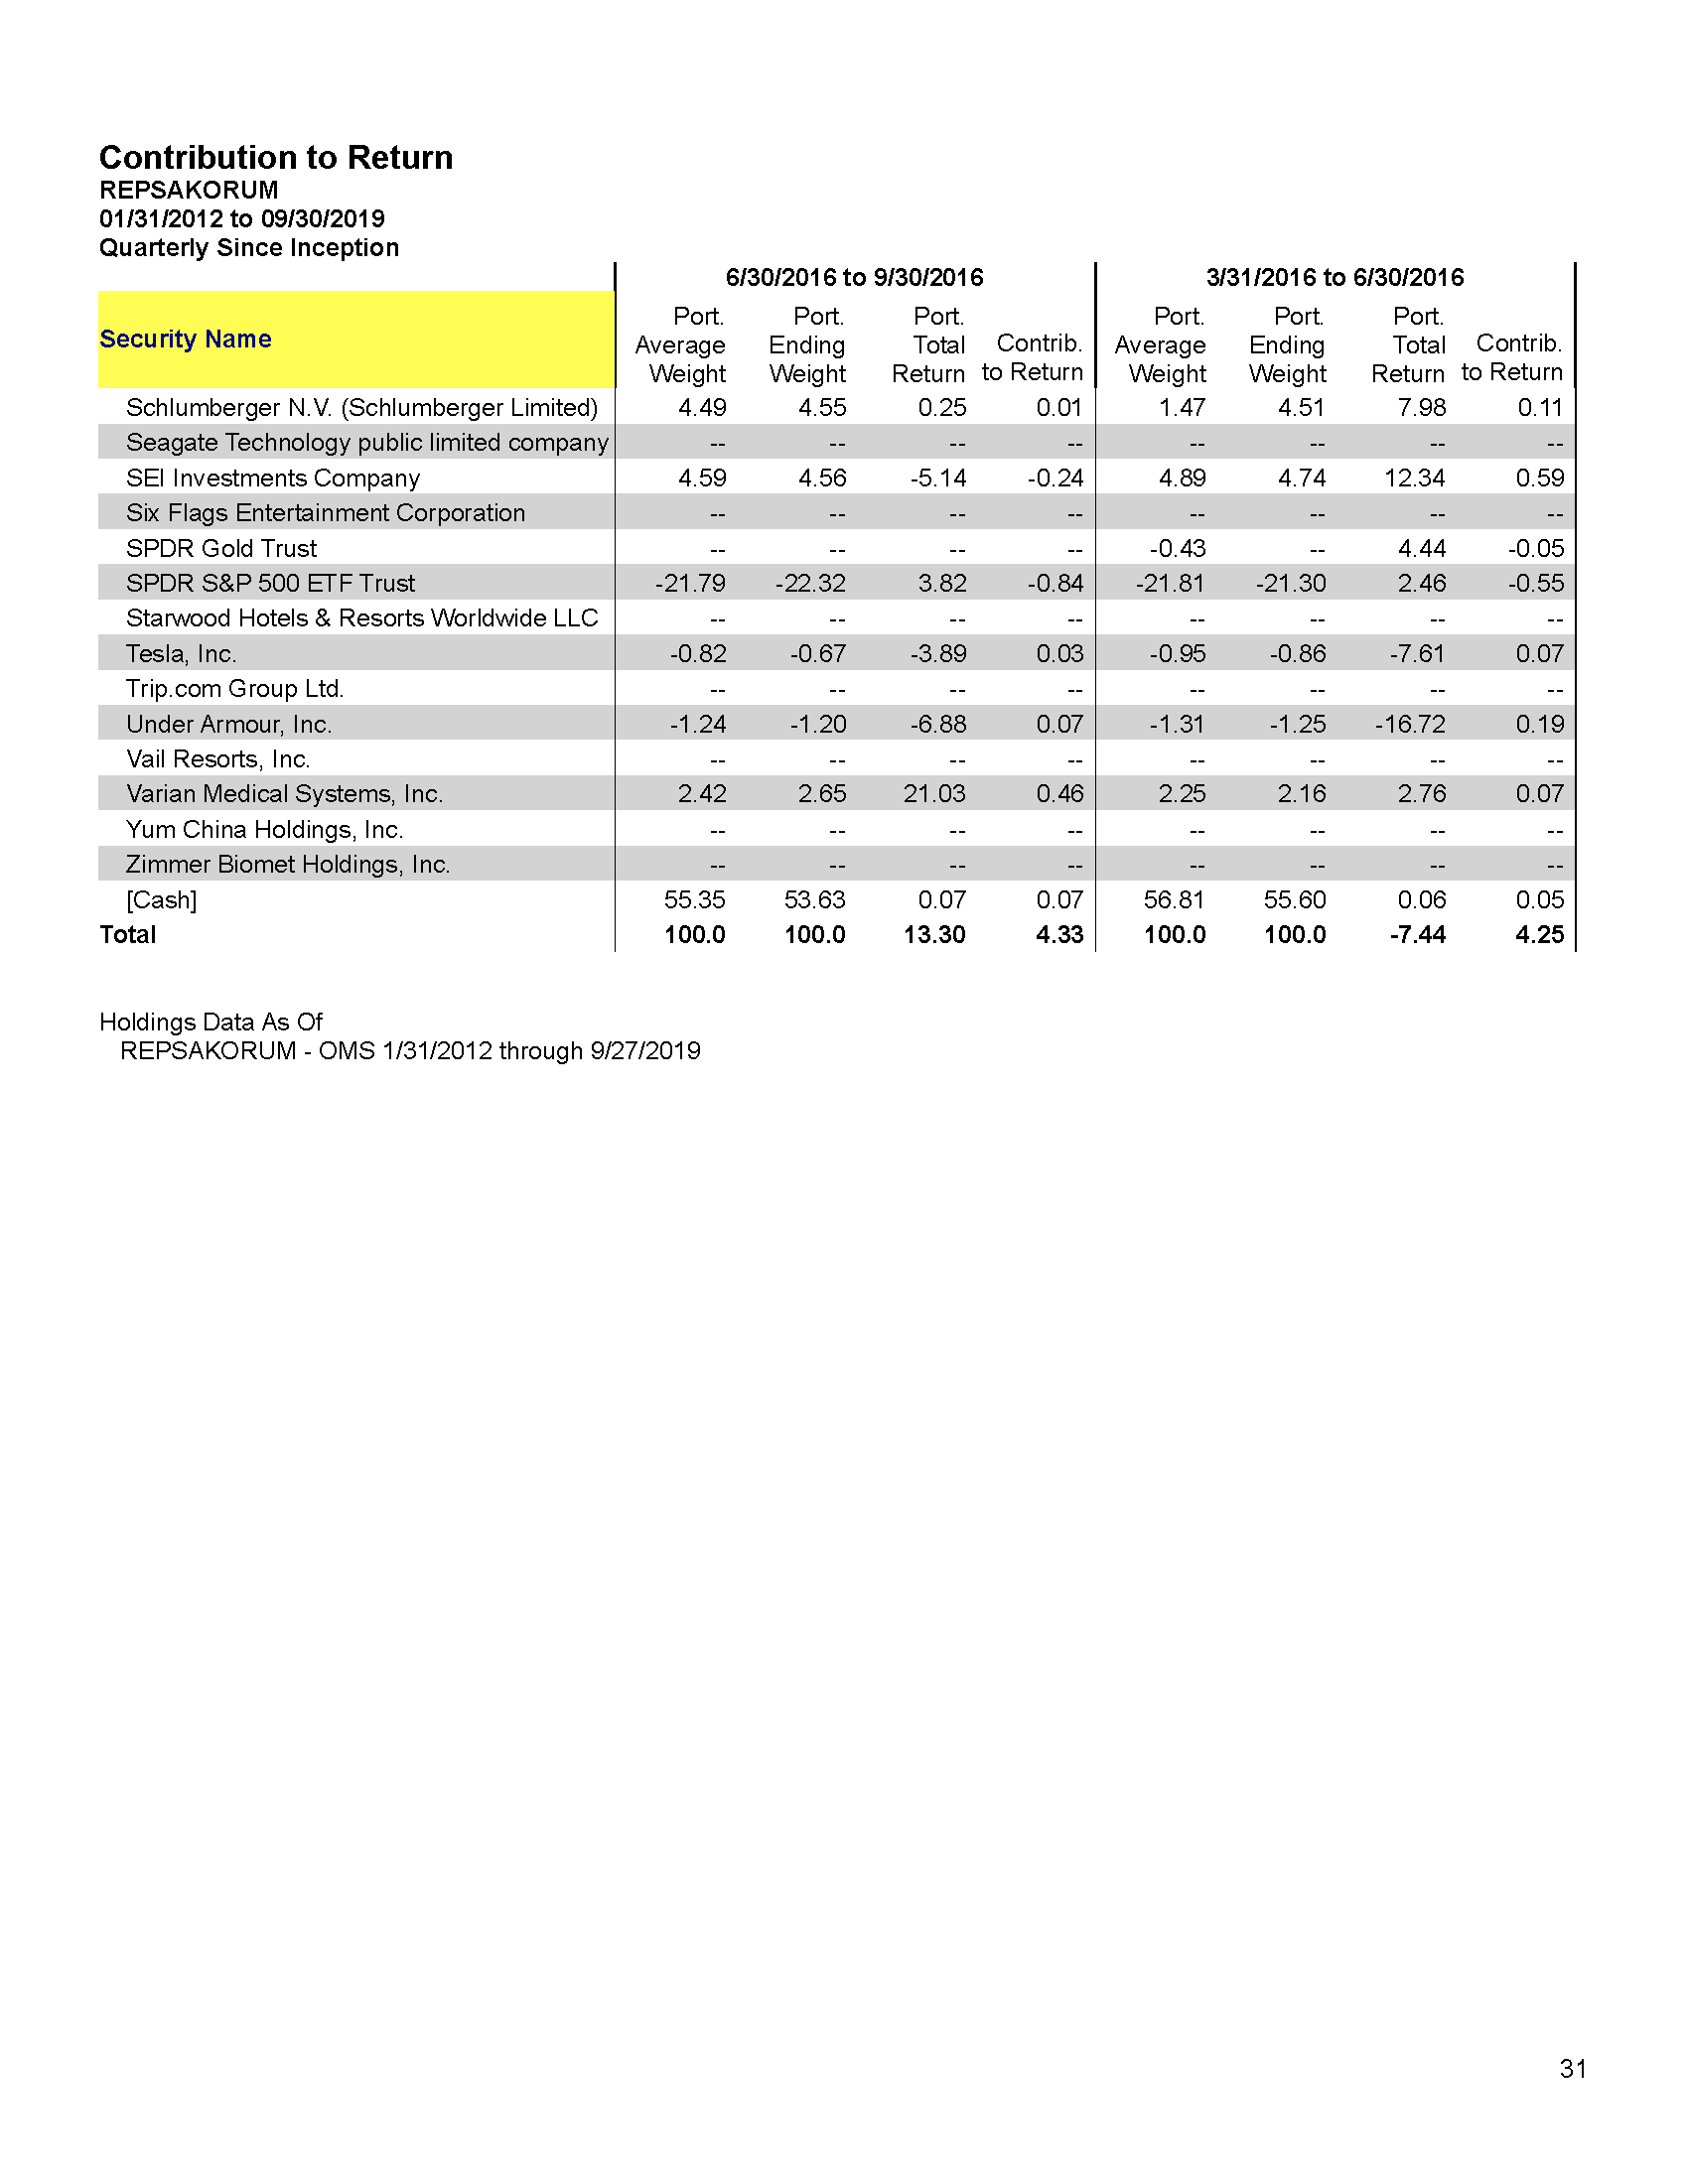 Contribution to Return
REPSAKORUM
01/31/2012 to 09/30/2019
Quarterly Since Inception
6/30/2016 to 9/30/2016 3/31/2016 to 6/30/2016
Security Name Port. Average Weight Port. Ending Weight Port. Total Return Contrib. to Return Port. Average Weight Port. Ending Weight Port. Total Return Contrib. to Return
Schlumberger N.V. (Schlumberger Limited) 4.49 4.55 0.25 0.01 1.47 4.51 7.98 0.11
Seagate Technology public limited company -- -- -- -- -- -- -- --
SEI Investments Company 4.59 4.56 -5.14 -0.24 4.89 4.74 12.34 0.59
Six Flags Entertainment Corporation -- -- -- -- -- -- -- --
SPDR Gold Trust -- -- -- -- -0.43 -- 4.44 -0.05
SPDR S&P 500 ETF Trust -21.79 -22.32 3.82 -0.84 -21.81 -21.30 2.46 -0.55
Starwood Hotels & Resorts Worldwide LLC -- -- -- -- -- -- -- --
Tesla, Inc. -0.82 -0.67 -3.89 0.03 -0.95 -0.86 -7.61 0.07
Trip.com Group Ltd. -- -- -- -- -- -- -- --
Under Armour, Inc. -1.24 -1.20 -6.88 0.07 -1.31 -1.25 -16.72 0.19
Vail Resorts, Inc. -- -- -- -- -- -- -- --
Varian Medical Systems, Inc. 2.42 2.65 21.03 0.46 2.25 2.16 2.76 0.07
Yum China Holdings, Inc. -- -- -- -- -- -- -- --
Zimmer Biomet Holdings, Inc. -- -- -- -- -- -- -- --
[Cash] 55.35 53.63 0.07 0.07 56.81 55.60 0.06 0.05
Total 100.0 100.0 13.30 4.33 100.0 100.0 -7.44 4.25
Holdings Data As Of
REPSAKORUM - OMS 1/31/2012 through 9/27/2019
31